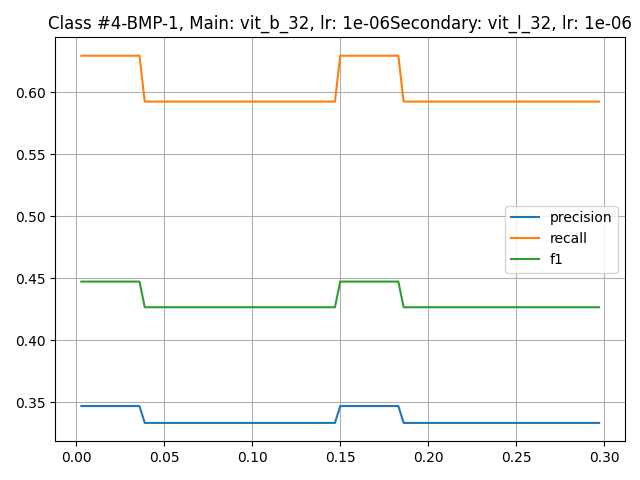 Class #4-BMP-1, Main: vit_b_32, lr: 1e-06Secondary: vit_l_32, lr: 1e-06
0.60
0.55
0.50
0.45
0.40
0.35
precision
recall
f1
0.00 0.05 0.10 0.15 0.20 0.25 0.30